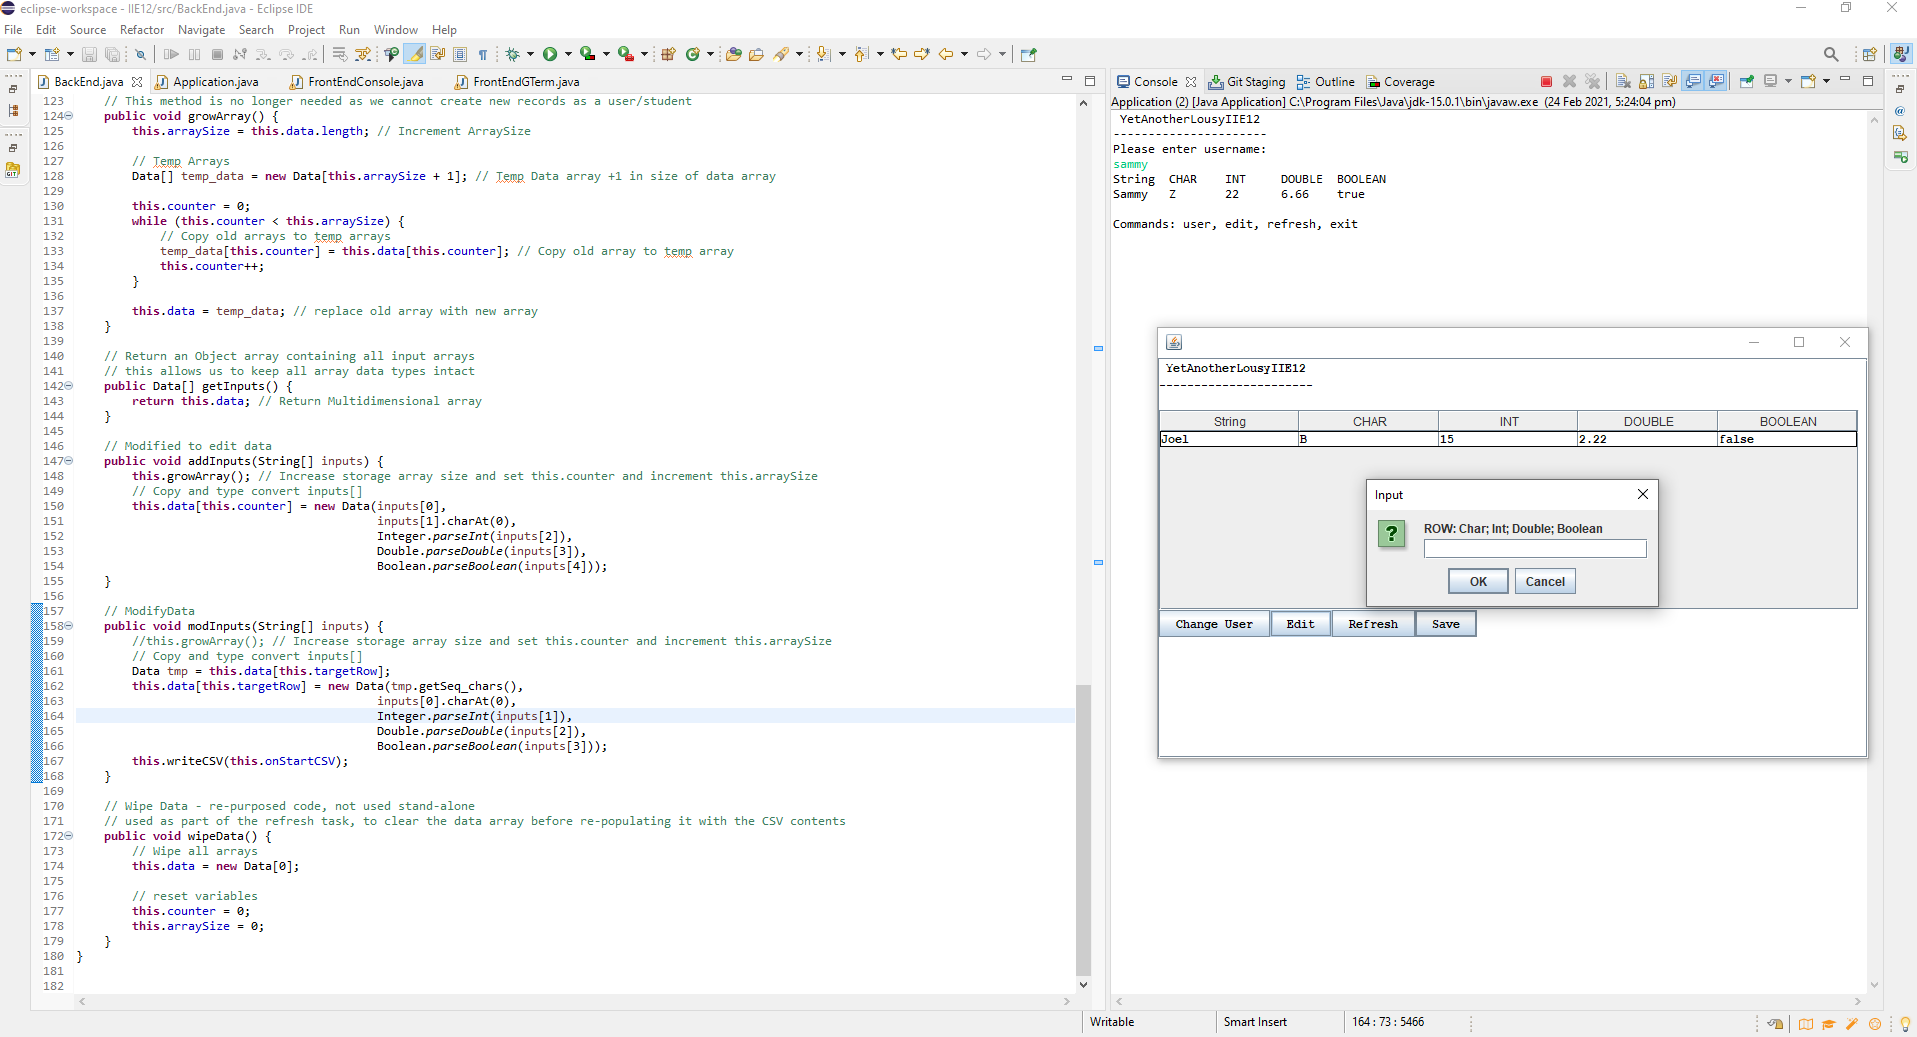 eclipse-workspace - IIE12/src/BackEnd.java - Eclipse IDE
File Edit Source Refactor Navigate Search Project Run Window Help
BackEnd.java Application.java FrontEndConsole.java FrontEndGTerm.java
123 // This method is no longer needed as we cannot create new records as a user/student
124 public void growArray() {
125 this.arraySize = this.data.length; // Increment ArraySize
126
127 // Temp Arrays
128 Data[] temp_data = new Data[this.arraySize + 1]; // Temp Data array +1 in size of data array
129
130 this.counter = 0;
131 while (this.counter < this.arraySize) {
132 // Copy old arrays to temp arrays
133 temp_data[this.counter] = this.data[this.counter]; // Copy old array to temp array
134 this.counter++;
135 }
136
137 this.data = temp_data; // replace old array with new array
138 }
139
140 // Return an Object array containing all input arrays
141 // this allows us to keep all array data types intact
142 public Data[] getInputs() {
143 return this.data; // Return Multidimensional array
144 }
145
146 // Modified to edit data
147 public void addInputs(String[] inputs) {
148 this.growArray(); // Increase storage array size and set this.counter and increment this.arraySize
149 // Copy and type convert inputs[]
150 this.data[this.counter] = new Data(inputs[0],
151 inputs[1].charAt(0),
152 Integer.parseInt(inputs[2]),
153 Double.parseDouble(inputs[3]),
154 Boolean.parseBoolean(inputs[4]));
155 }
156
157 // ModifyData
158 public void modInputs(String[] inputs) {
159 //this.growArray(); // Increase storage array size and set this.counter and increment this.arraySize
160 // Copy and type convert inputs[]
161 Data tmp = this.data[this.targetRow];
162 this.data[this.targetRow] = new Data(tmp.getSeq_chars(),
163 inputs[0].charAt(0),
164 Integer.parseInt(inputs[1]),
165 Double.parseDouble(inputs[2]),
166 Boolean.parseBoolean(inputs[3]));
167 this.writeCSV(this.onStartCSV);
168 }
169
170 // Wipe Data - re-purposed code, not used stand-alone
171 // used as part of the refresh task, to clear the data array before re-populating it with the CSV contents
172 public void wipeData() {
173 // Wipe all arrays
174 this.data = new Data[0];
175
176 // reset variables
177 this.counter = 0;
178 this.arraySize = 0;
179 }
180 }
181
182
Console Git Staging Outline Coverage
Application (2) [Java Application] C:\Program Files\Java\jdk-15.0.1\bin\javaw.exe (24 Feb 2021, 5:24:04 pm)
YetAnotherLousyIIE12
----------------------
Please enter username:
sammy
String CHAR INT DOUBLE BOOLEAN
Sammy Z 22 6.66 true
Commands: user, edit, refresh, exit
YetAnotherLousyIIE12
----------------------
String CHAR INT DOUBLE BOOLEAN
Joel B 15 2.22 false
Input
ROW: Char; Int; Double; Boolean
OK Cancel
Change User Edit Refresh Save
Writable Smart Insert 164 : 73 : 5466